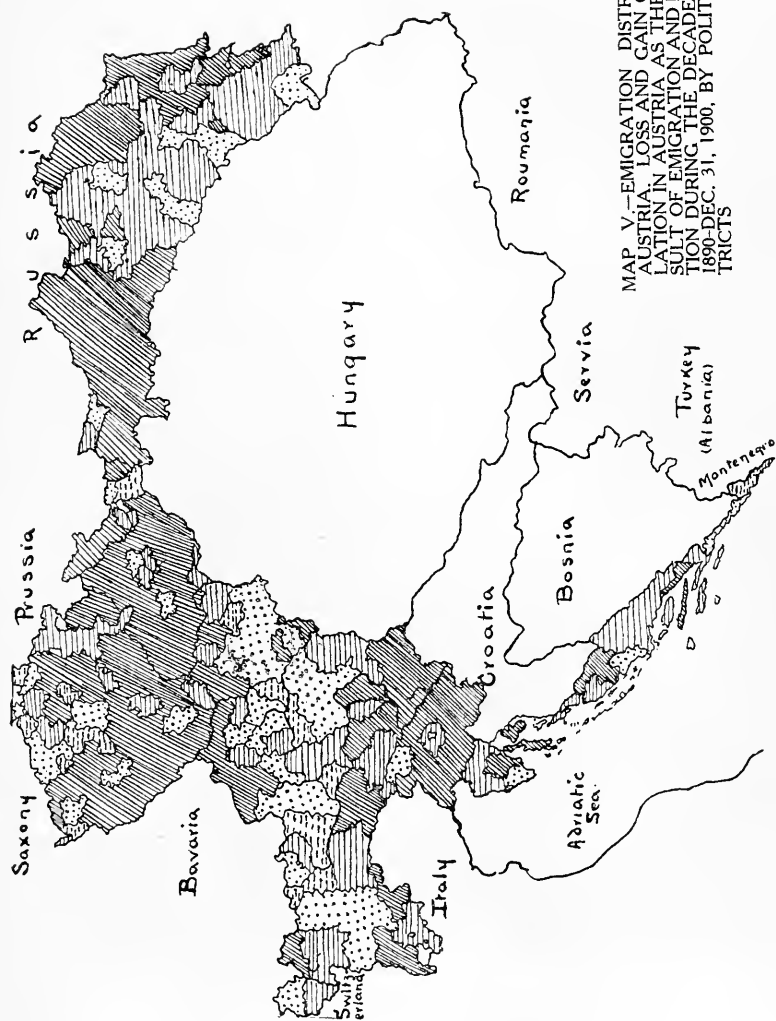 Russia
Prussia
Saxony
Bavaria
Switz
erland
Italy
Hungary
Roumania
Croatia
Servia
Bosnia
Turkey
(Albania)
Montenegro
Adriatic
Sea.
MAP V.—EMIGRATION DISTR
AUSTRIA. LOSS AND GAIN
LATION IN AUSTRIA AS THE
SULT OF EMIGRATION AND
TION DURING THE DECADE
1890-DEC. 31, 1900, BY POLIT
TRICTS